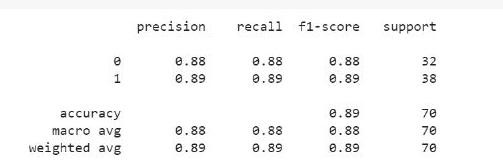 precision recall f1-score support
0 0.88 0.88 0.88 32
1 0.89 0.89 0.89 38
accuracy 0.89 70
macro avg 0.88 0.88 0.88 70
weighted avg 0.89 0.89 0.89 70